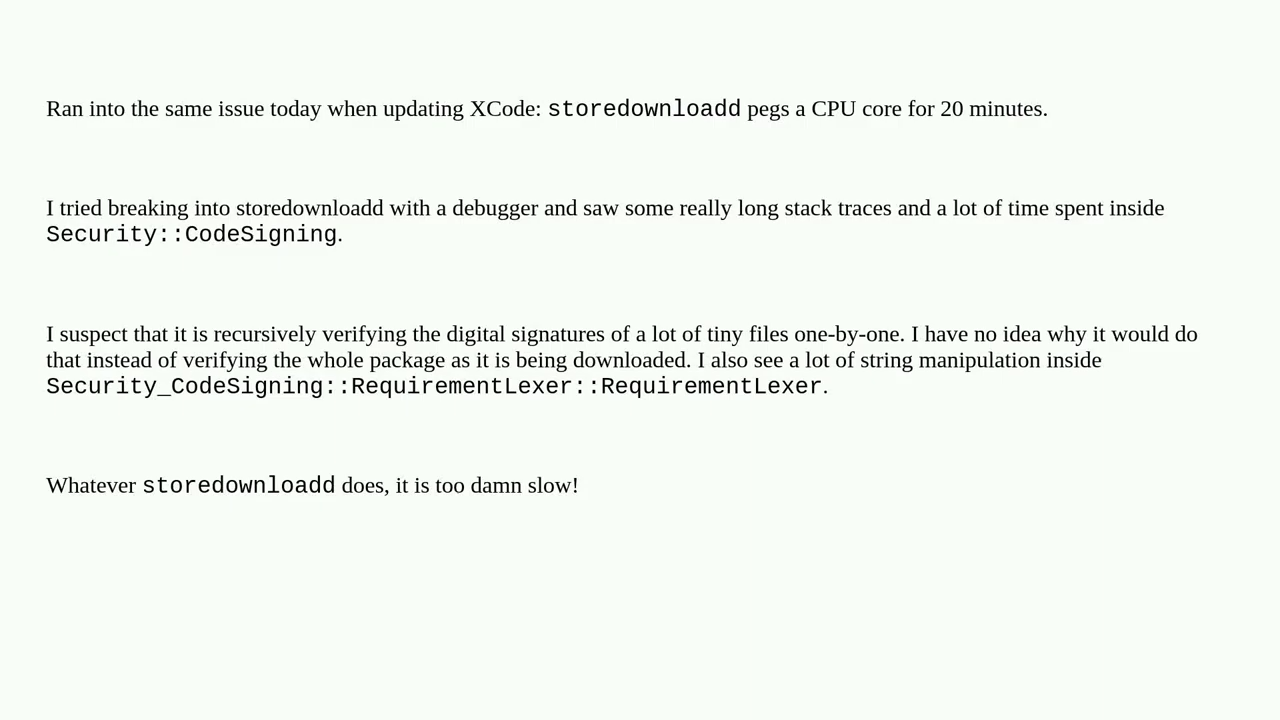 Ran into the same issue today when updating XCode: storedownloadd pegs a CPU core for 20 minutes.
I tried breaking into storedownloadd with a debugger and saw some really long stack traces and a lot of time spent inside
Security::CodeSigning.
I suspect that it is recursively verifying the digital signatures of a lot of tiny files one-by-one. I have no idea why it would do
that instead of verifying the whole package as it is being downloaded. I also see a lot of string manipulation inside
Security_CodeSigning::RequirementLexer::RequirementLexer.
Whatever storedownloadd does, it is too damn slow!